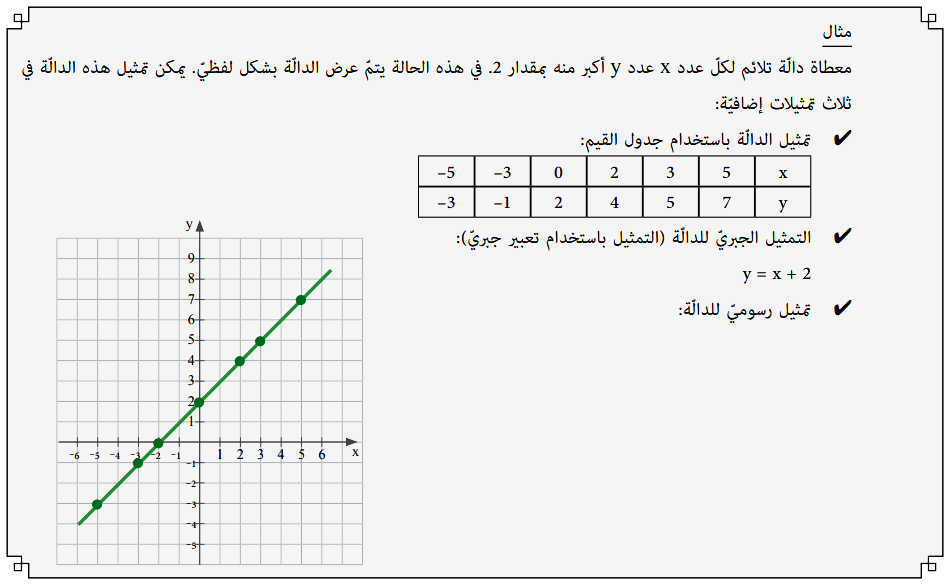 مثال
معطاة دالّة تلائم لكلّ عدد x عدد y أكبر منه بمقدار 2. في هذه الحالة يتمّ عرض الدالّة بشكل لفظيّ. يمكن تمثيل هذه الدالّة في
ثلاث تمثيلات إضافيّة:
✔ تمثيل الدالّة باستخدام جدول القيم:
x 5 3 2 0 –3 –5
y 7 5 4 2 –1 –3
✔ التمثيل الجبريّ للدالّة (التمثيل باستخدام تعبير جبريّ):
y = x + 2
✔ تمثيل رسوميّ للدالّة:
y
9
8
7
6
5
4
3
2
1
–6 –5 –4 –3 –2 –1 1 2 3 4 5 6 x
–1
–2
–3
–4
–5